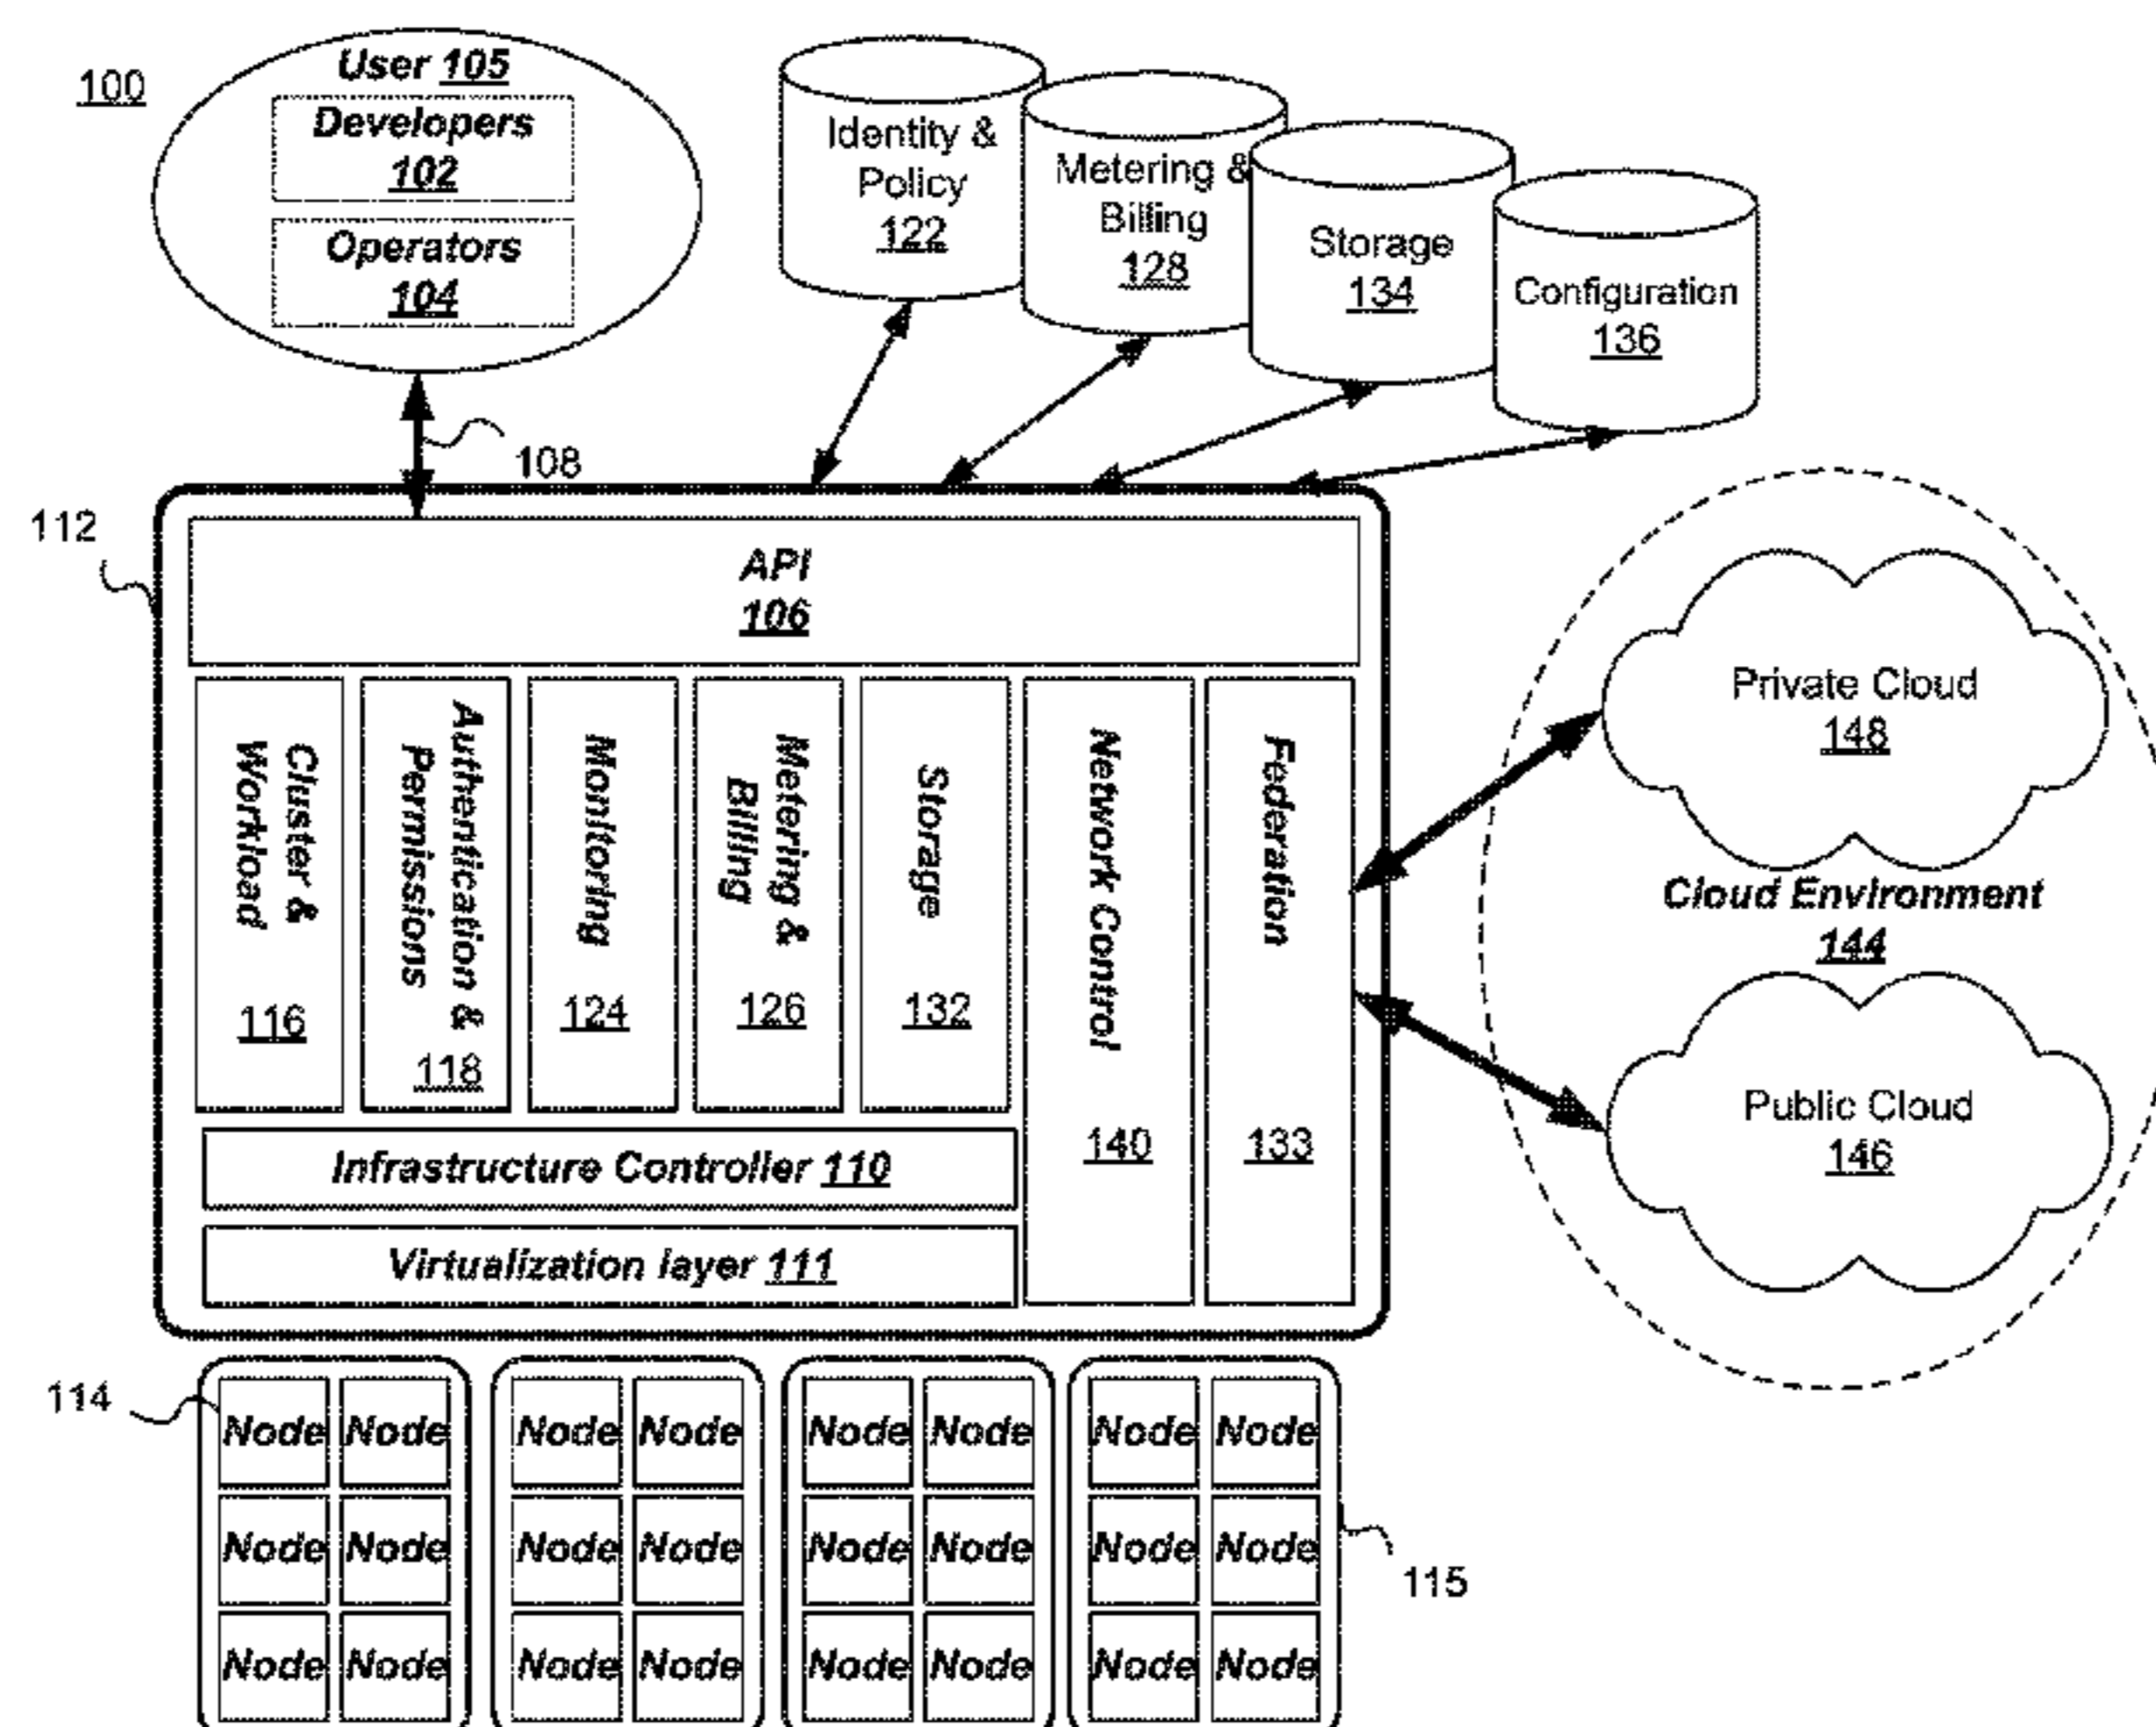 100
User 105
Developers
102
Operators
104
Identity &
Policy
122
Metering &
Billing
128
Storage
134
Configuration
136
108
112
API
106
Cluster &
Workload
116
Authentication &
Permissions
118
Monitoring
124
Metering &
Billing
126
Storage
132
Network Control
140
Federation
133
Infrastructure Controller 110
Virtualization layer 111
Private Cloud
148
Cloud Environment
144
Public Cloud
146
114
Node Node Node Node Node Node Node Node
Node Node Node Node Node Node Node Node
115
Node Node Node Node Node Node Node Node